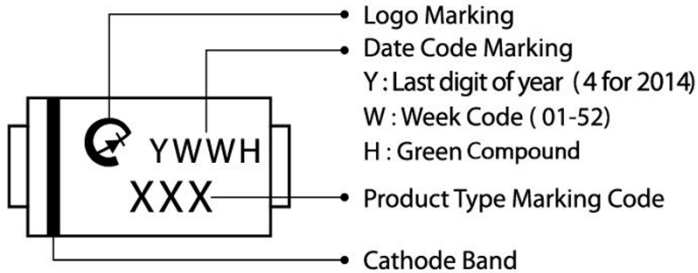 Logo Marking
Date Code Marking
Y : Last digit of year ( 4 for 2014)
W : Week Code ( 01-52)
H : Green Compound
YWWH
XXX
Product Type Marking Code
Cathode Band